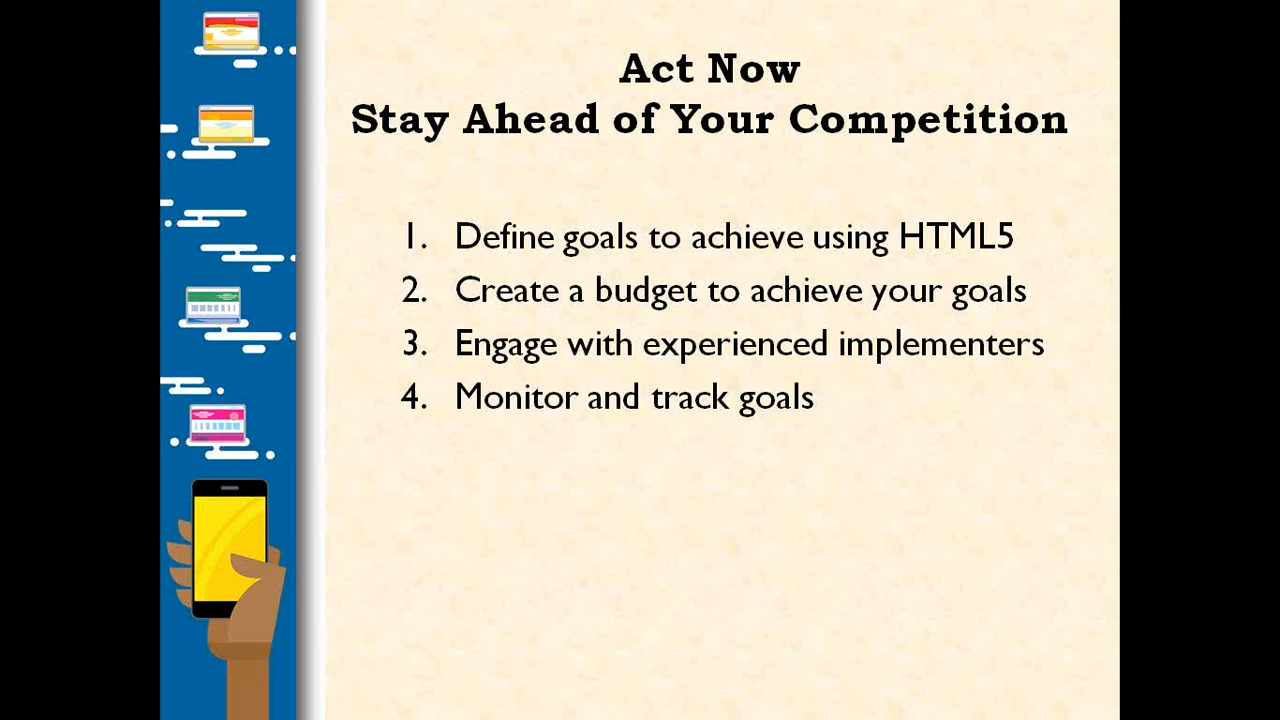 Act Now
Stay Ahead of Your Competition
1. Define goals to achieve using HTML5
2. Create a budget to achieve your goals
3. Engage with experienced implementers
4. Monitor and track goals